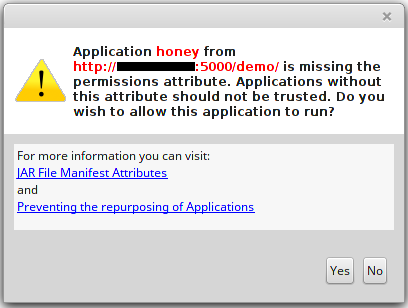 Application honey from
http:// :5000/demo/ is missing the
permissions attribute. Applications without
this attribute should not be trusted. Do you
wish to allow this application to run?
For more information you can visit:
JAR File Manifest Attributes
and
Preventing the repurposing of Applications
Yes No